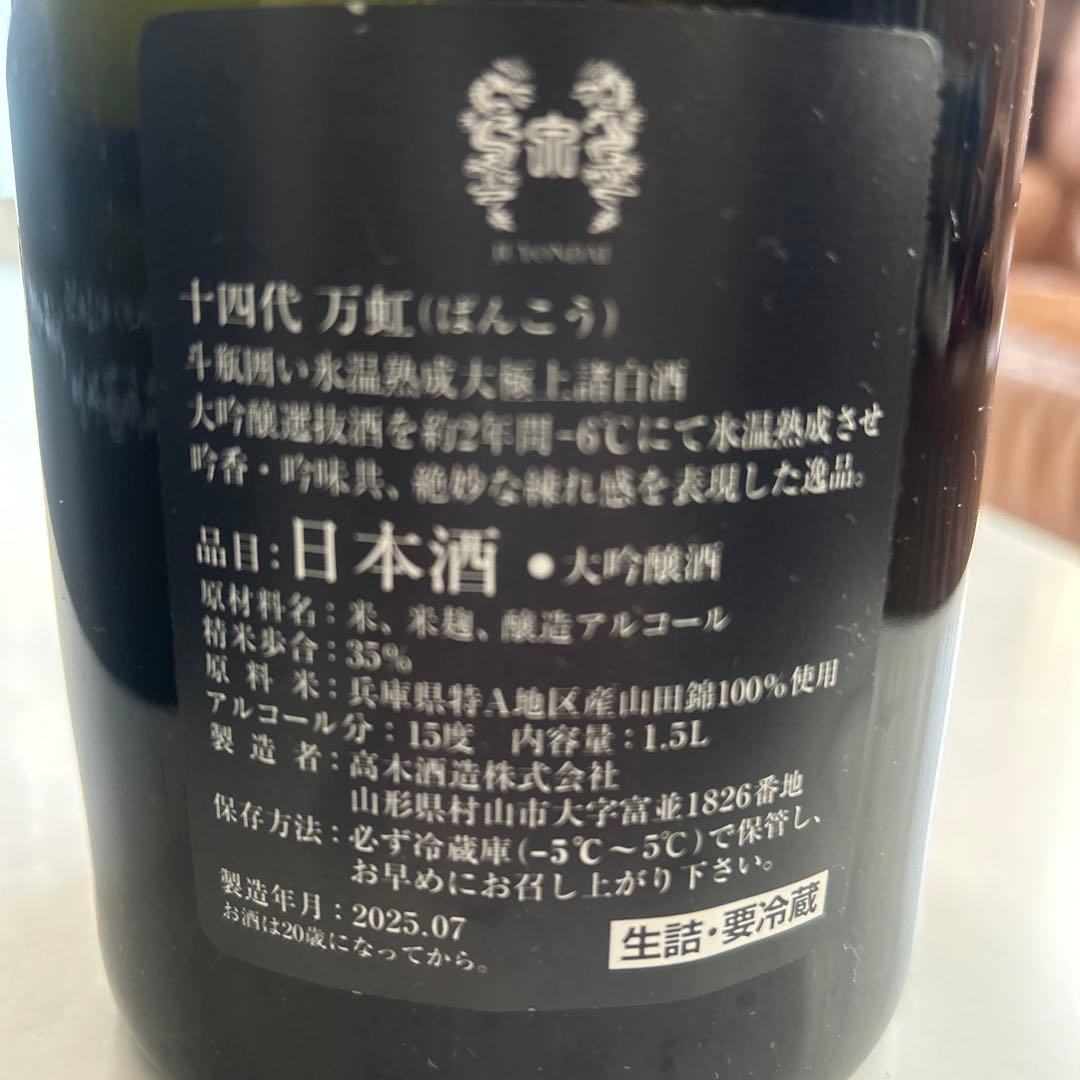 宗
JUYONDAI
十四代 万虹(ばんこう)
斗瓶囲い氷温熟成大極上諸白酒
大吟醸選抜酒を約2年間-6℃にて氷温熟成させ
吟香・吟味共、絶妙な練れ感を表現した逸品。
品目:日本酒・大吟醸酒
原材料名:米、米麹、醸造アルコール
精米歩合:35%
原料米:兵庫県特A地区産山田錦100%使用
アルコール分:15度 内容量:1.5L
製造者:高木酒造株式会社
山形県村山市大字富並1826番地
保存方法:必ず冷蔵庫(-5℃～5℃)で保管し、
お早めにお召し上がり下さい。
製造年月:2025.07
お酒は20歳になってから。
生詰・要冷蔵